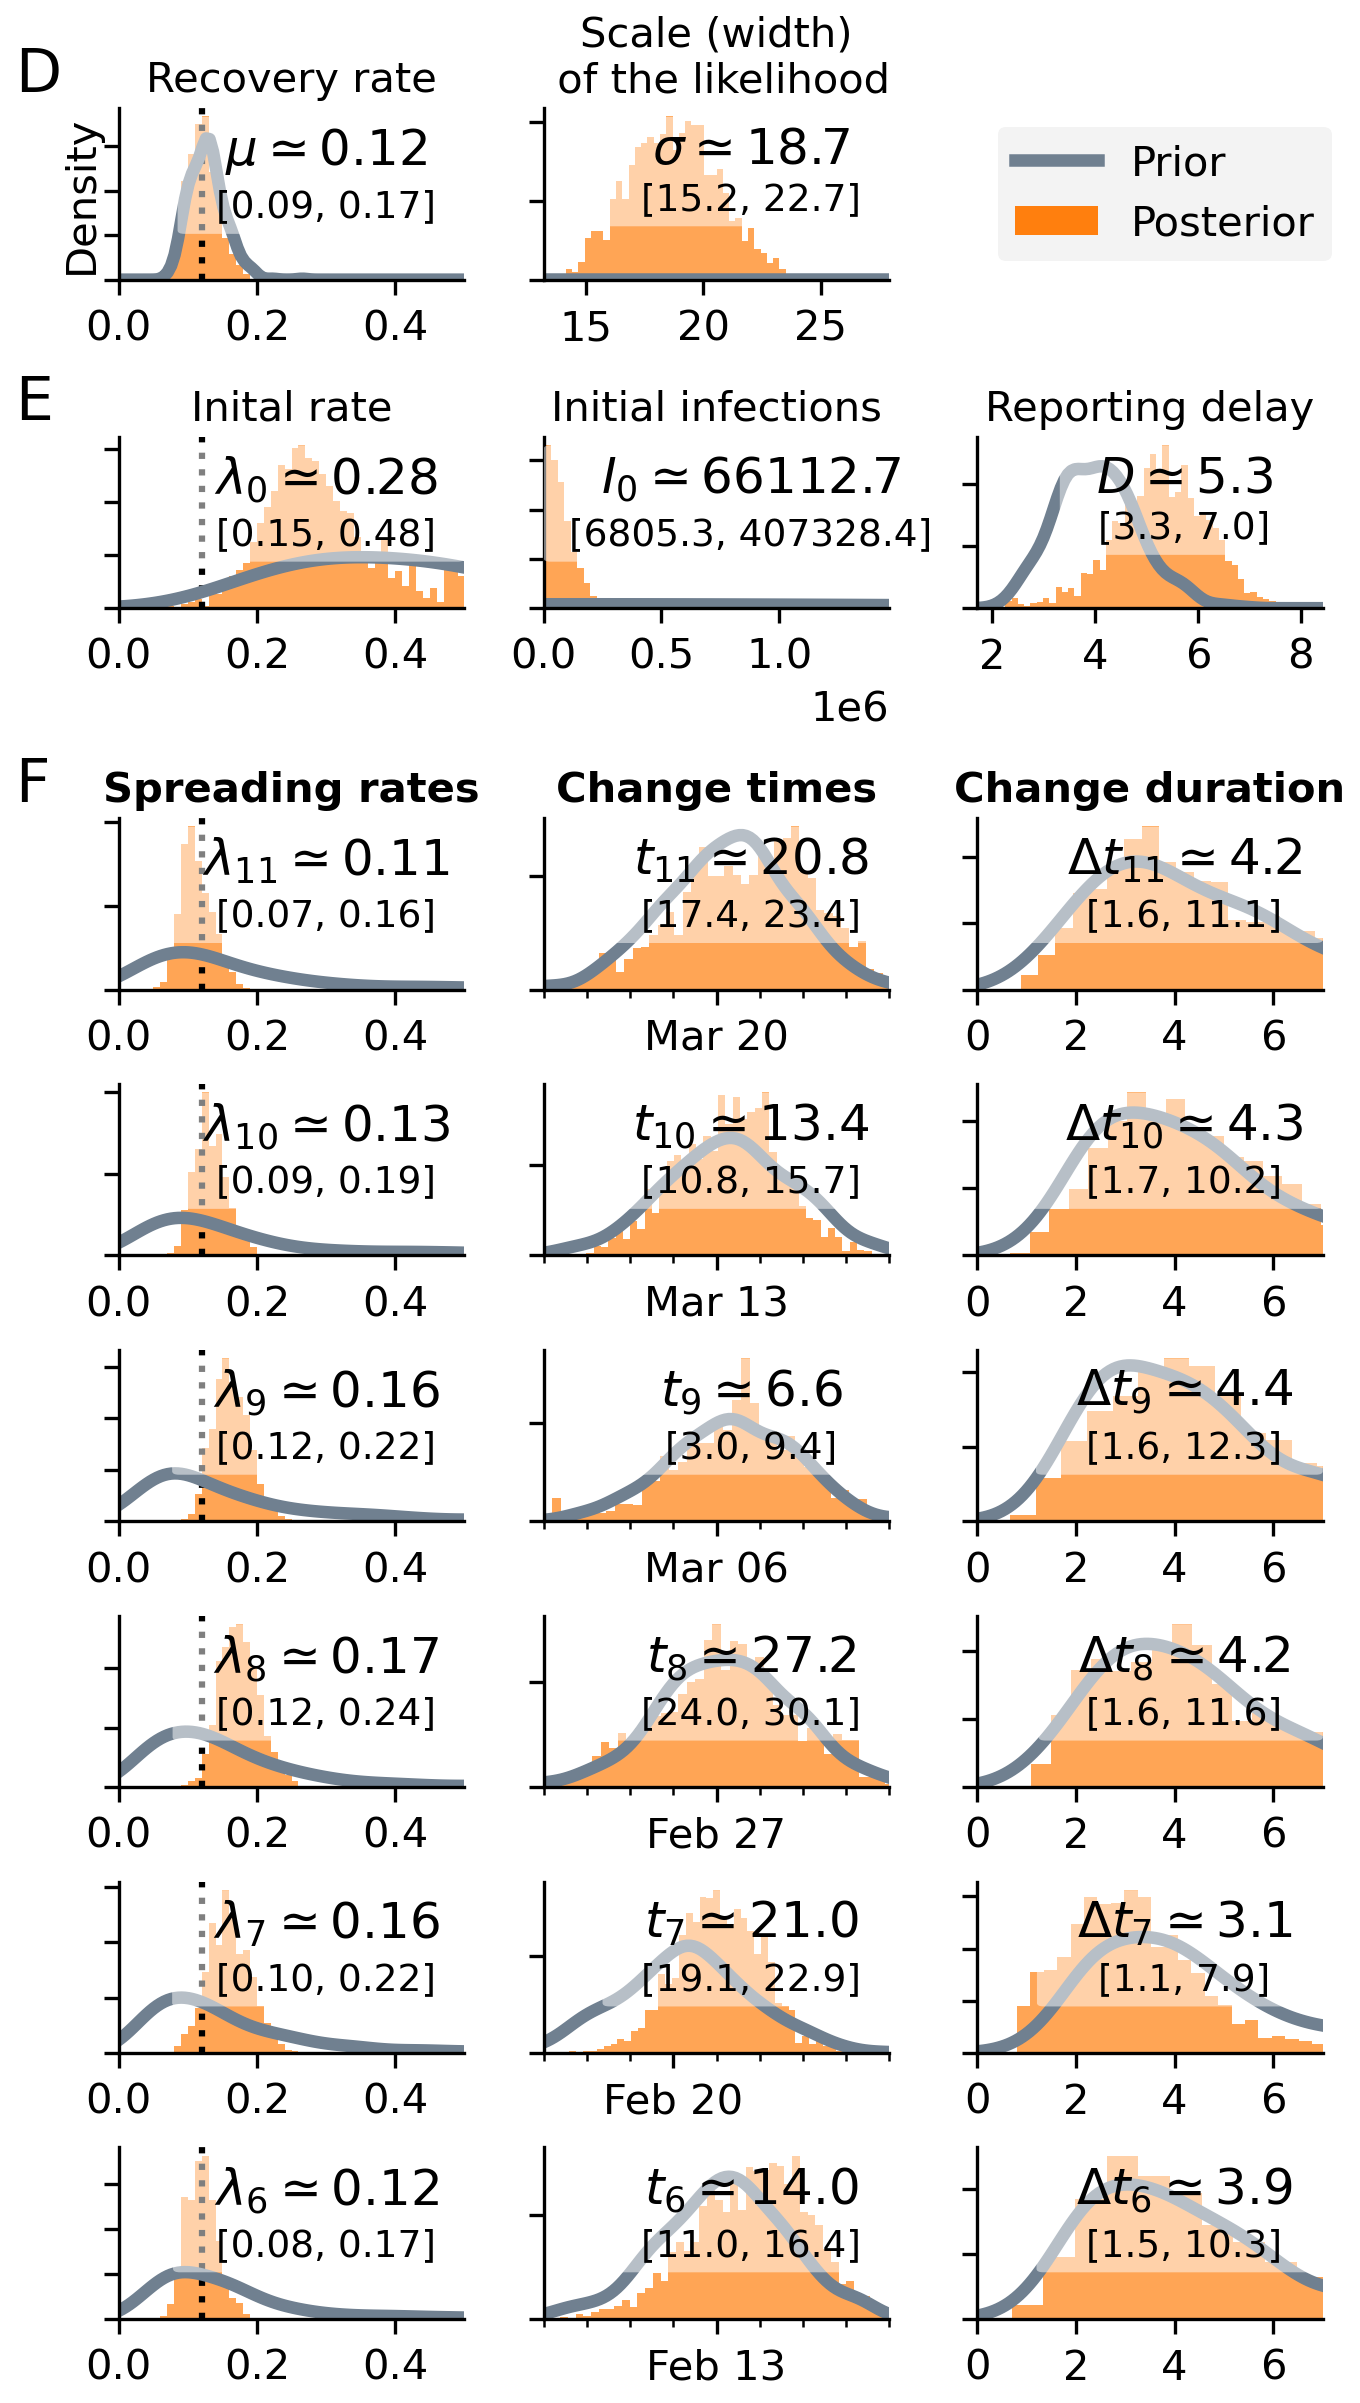 D
Recovery rate
Scale (width)
of the likelihood
Density
μ ≃ 0.12
[0.09, 0.17]
σ ≃ 18.7
[15.2, 22.7]
Prior
Posterior
0.0 0.2 0.4
15 20 25
E
Inital rate
Initial infections
Reporting delay
λ0 ≃ 0.28
[0.15, 0.48]
I0 ≃ 66112.7
[6805.3, 407328.4]
D ≃ 5.3
[3.3, 7.0]
0.0 0.2 0.4
0.0 0.5 1.0
1e6
2 4 6 8
F
Spreading rates
Change times
Change duration
λ11 ≃ 0.11
[0.07, 0.16]
t11 ≃ 20.8
[17.4, 23.4]
Δt11 ≃ 4.2
[1.6, 11.1]
0.0 0.2 0.4
Mar 20
0 2 4 6
λ10 ≃ 0.13
[0.09, 0.19]
t10 ≃ 13.4
[10.8, 15.7]
Δt10 ≃ 4.3
[1.7, 10.2]
0.0 0.2 0.4
Mar 13
0 2 4 6
λ9 ≃ 0.16
[0.12, 0.22]
t9 ≃ 6.6
[3.0, 9.4]
Δt9 ≃ 4.4
[1.6, 12.3]
0.0 0.2 0.4
Mar 06
0 2 4 6
λ8 ≃ 0.17
[0.12, 0.24]
t8 ≃ 27.2
[24.0, 30.1]
Δt8 ≃ 4.2
[1.6, 11.6]
0.0 0.2 0.4
Feb 27
0 2 4 6
λ7 ≃ 0.16
[0.10, 0.22]
t7 ≃ 21.0
[19.1, 22.9]
Δt7 ≃ 3.1
[1.1, 7.9]
0.0 0.2 0.4
Feb 20
0 2 4 6
λ6 ≃ 0.12
[0.08, 0.17]
t6 ≃ 14.0
[11.0, 16.4]
Δt6 ≃ 3.9
[1.5, 10.3]
0.0 0.2 0.4
Feb 13
0 2 4 6